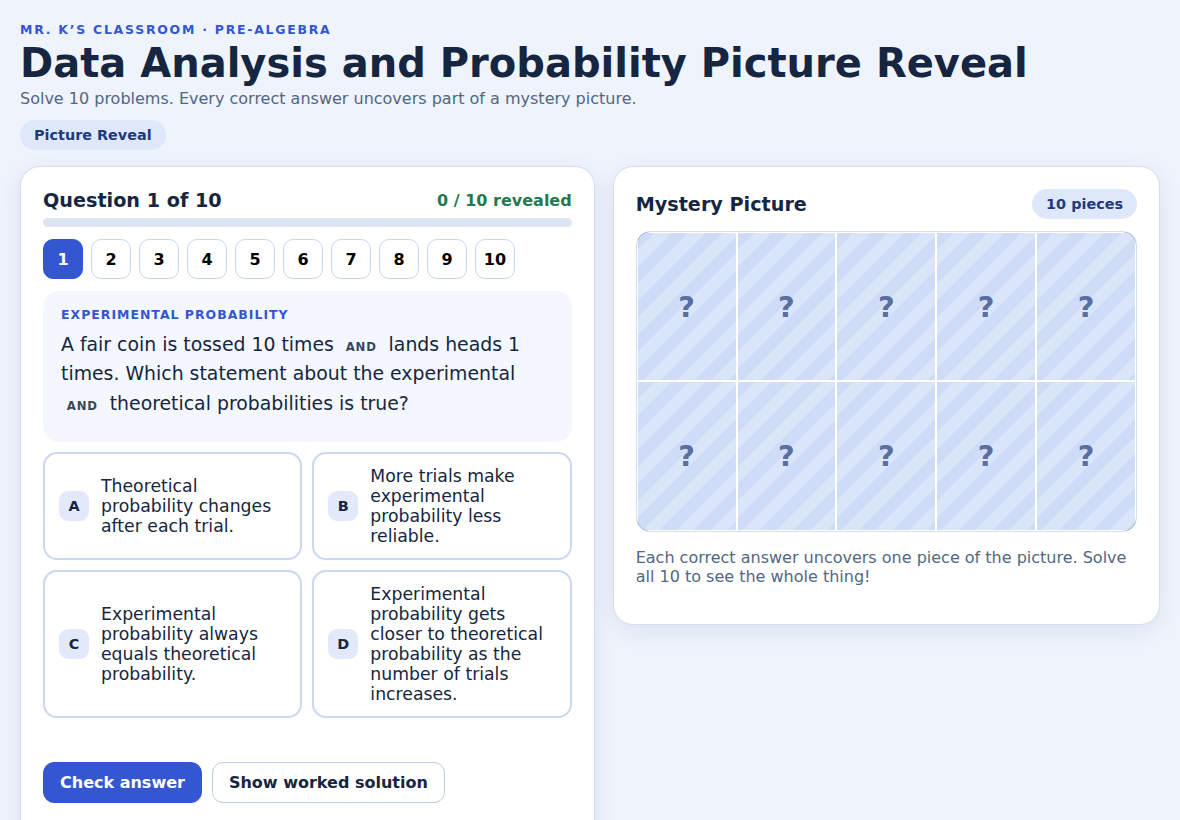 MR. K’S CLASSROOM · PRE-ALGEBRA
Data Analysis and Probability Picture Reveal
Solve 10 problems. Every correct answer uncovers part of a mystery picture.
Picture Reveal
Question 1 of 10
0 / 10 revealed
1 2 3 4 5 6 7 8 9 10
EXPERIMENTAL PROBABILITY
A fair coin is tossed 10 times AND lands heads 1
times. Which statement about the experimental
AND theoretical probabilities is true?
A
Theoretical
probability changes
after each trial.
B
More trials make
experimental
probability less
reliable.
C
Experimental
probability always
equals theoretical
probability.
D
Experimental
probability gets
closer to theoretical
probability as the
number of trials
increases.
Check answer
Show worked solution
Mystery Picture
10 pieces
? ? ? ? ?
? ? ? ? ?
Each correct answer uncovers one piece of the picture. Solve
all 10 to see the whole thing!